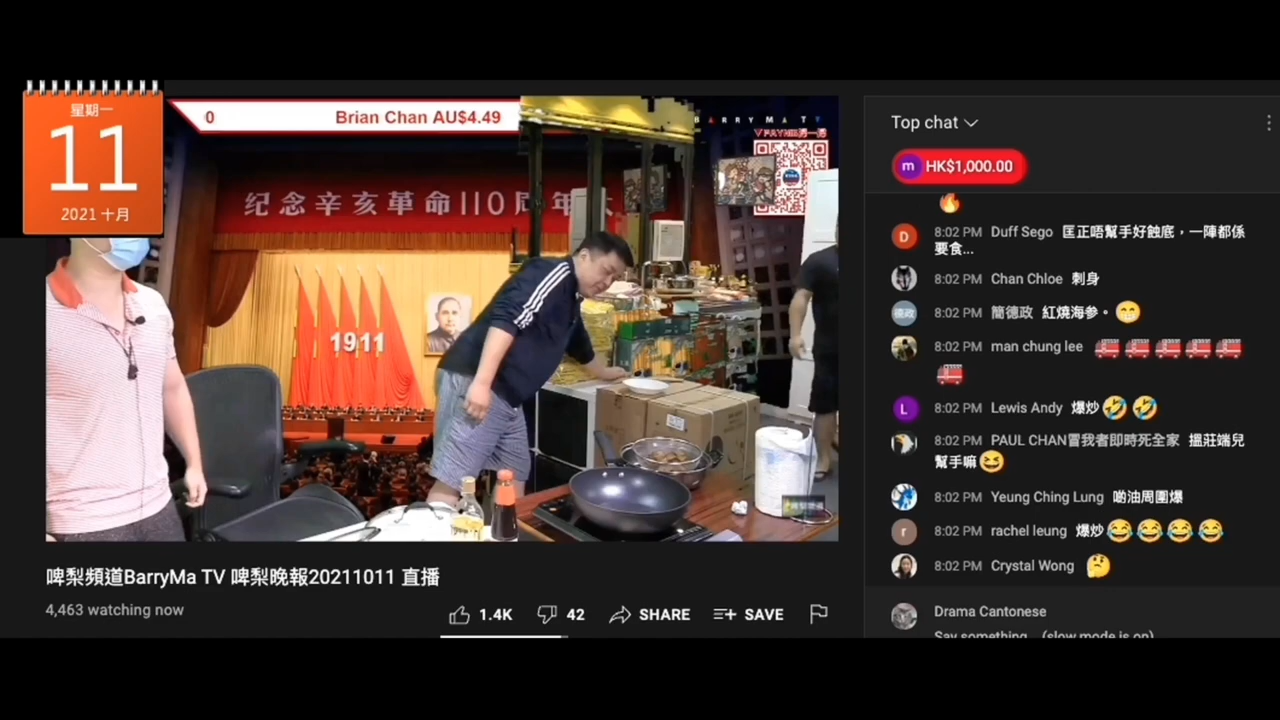 星期一
11
2021 十月
0 Brian Chan AU$4.49
BARRY MA TV
纪念辛亥革命110周年大
1911
Top chat
m HK$1,000.00
D 8:02 PM Duff Sego 匡正唔幫手好蝕底，一陣都係
要食...
8:02 PM Chan Chloe 刺身
德政 8:02 PM 簡德政 紅燒海参。
8:02 PM man chung lee
L 8:02 PM Lewis Andy 爆炒🤣🤣
8:02 PM PAUL CHAN冒我者即時死全家 搵莊端兒
幫手嘛😆
8:02 PM Yeung Ching Lung 啲油周圍爆
r 8:02 PM rachel leung 爆炒😂😂😂😂
8:02 PM Crystal Wong 🤔
Drama Cantonese
Say something... (slow mode is on)
啤梨頻道BarryMa TV 啤梨晚報20211011 直播
4,463 watching now
1.4K 42 SHARE SAVE